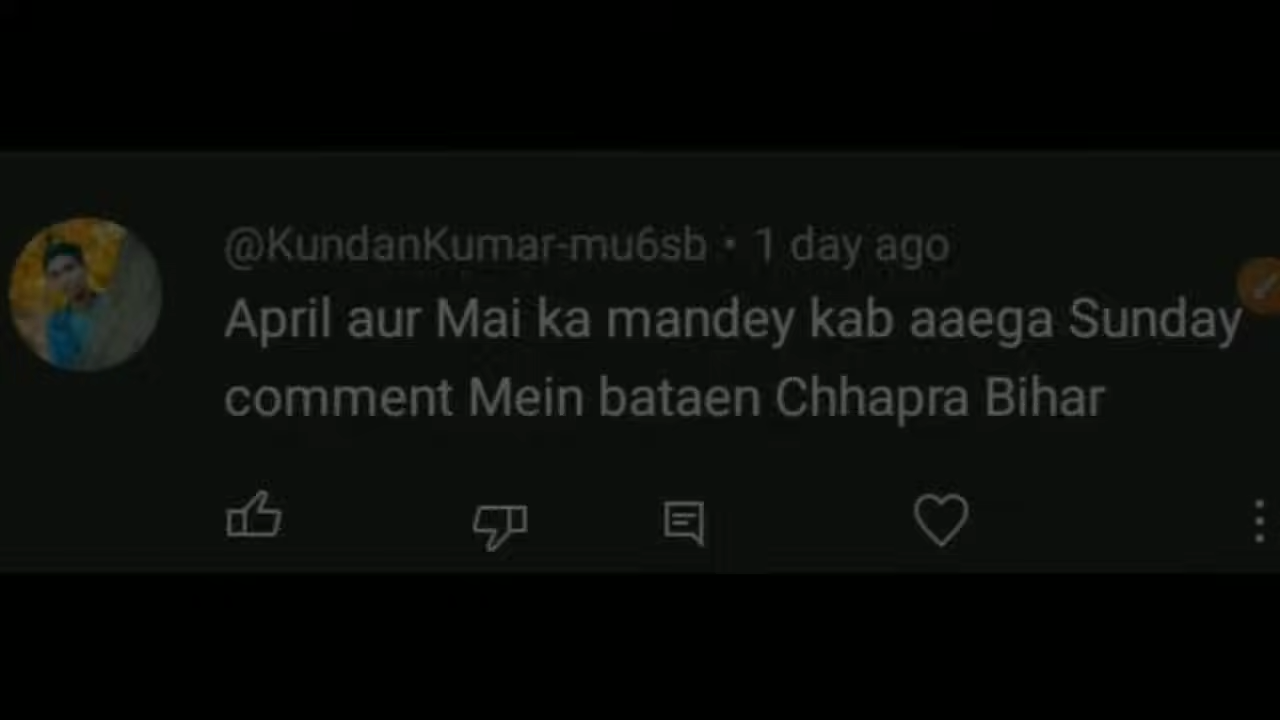 @KundanKumar-mu6sb • 1 day ago
April aur Mai ka mandey kab aaega Sunday
comment Mein bataen Chhapra Bihar